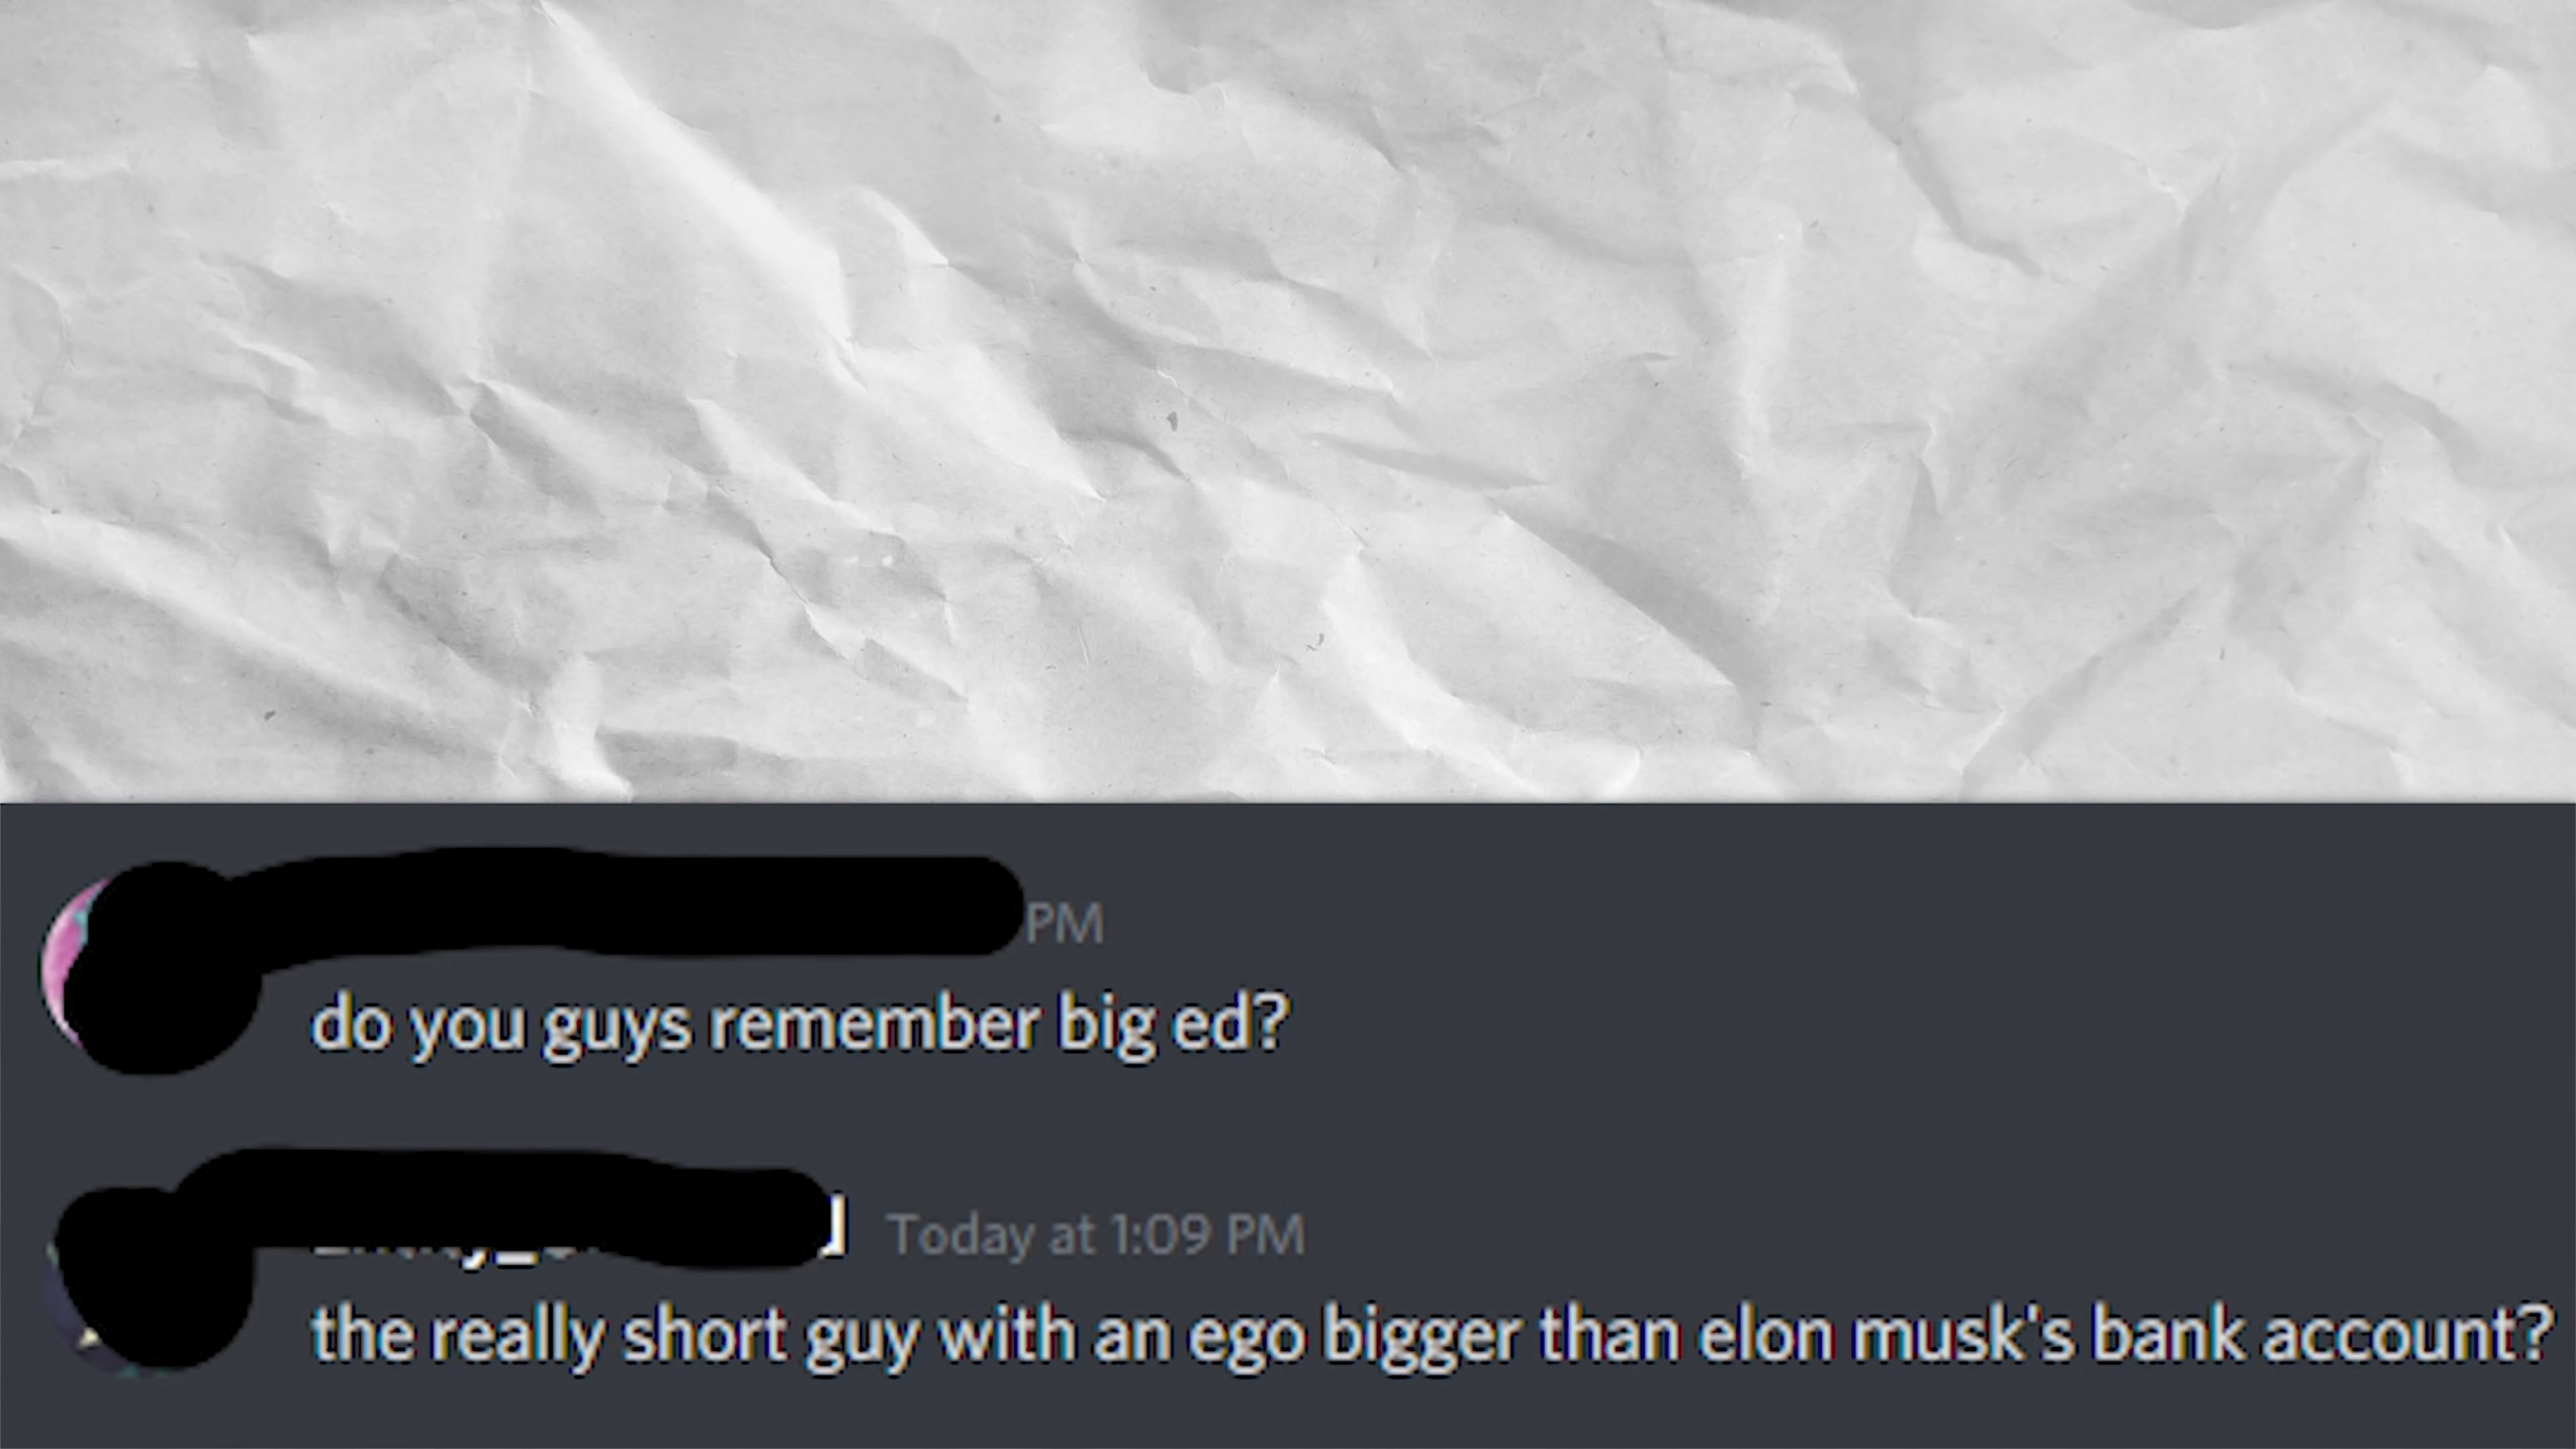 PM
do you guys remember big ed?
Today at 1:09 PM
the really short guy with an ego bigger than elon musk's bank account?